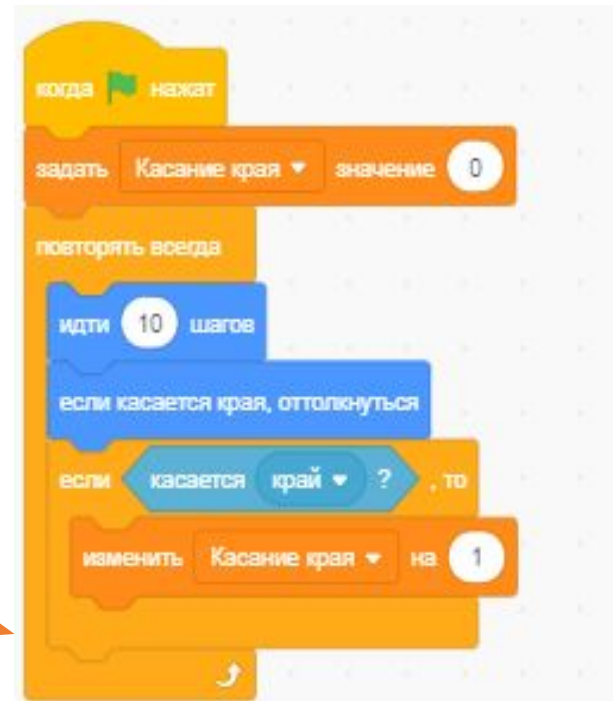 когда нажат
задать Касание края значение 0
повторять всегда
идти 10 шагов
если касается края, оттолкнуться
если касается край ? , то
изменить Касание края на 1